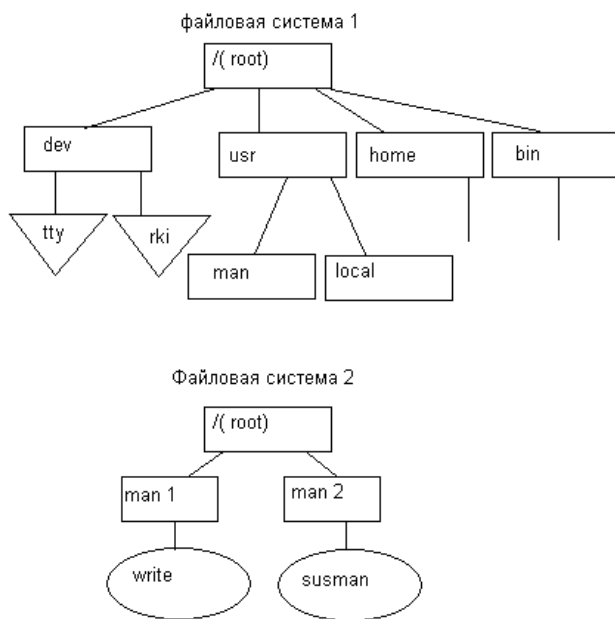 файловая система 1
/( root)
dev
usr
home
bin
tty
rki
man
local
Файловая система 2
/( root)
man 1
man 2
write
susman